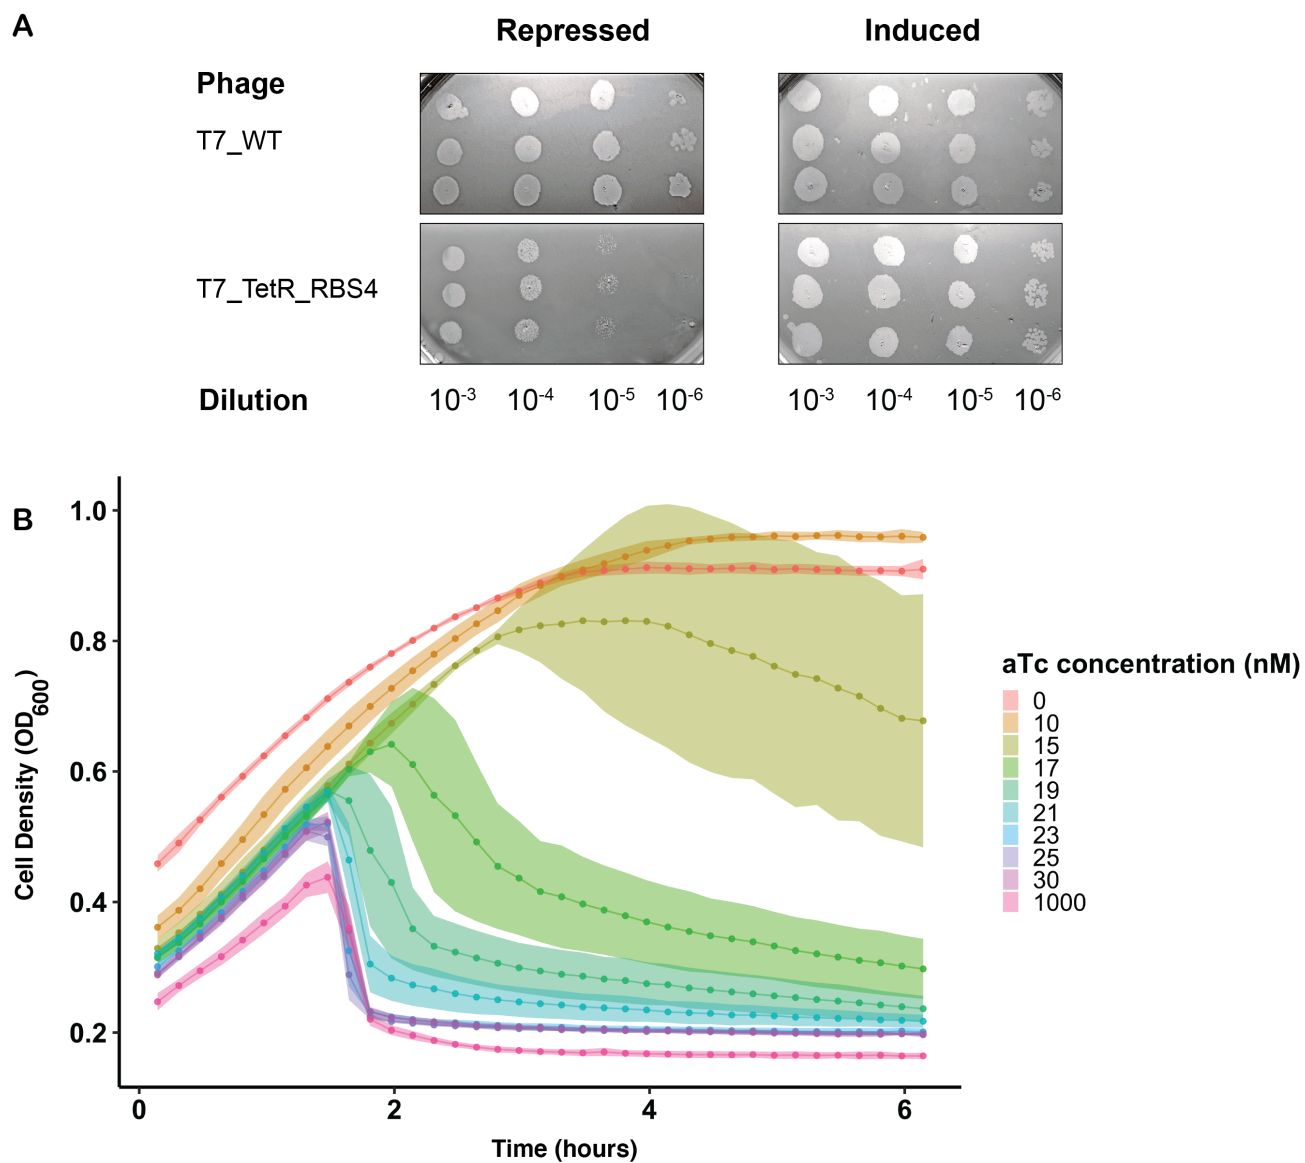 A
Repressed Induced
Phage
T7_WT
T7_TetR_RBS4
Dilution 10-3 10-4 10-5 10-6 10-3 10-4 10-5 10-6
B
1.0
0.8
0.6
0.4
0.2
Cell Density (OD600)
0 2 4 6
Time (hours)
aTc concentration (nM)
0
10
15
17
19
21
23
25
30
1000